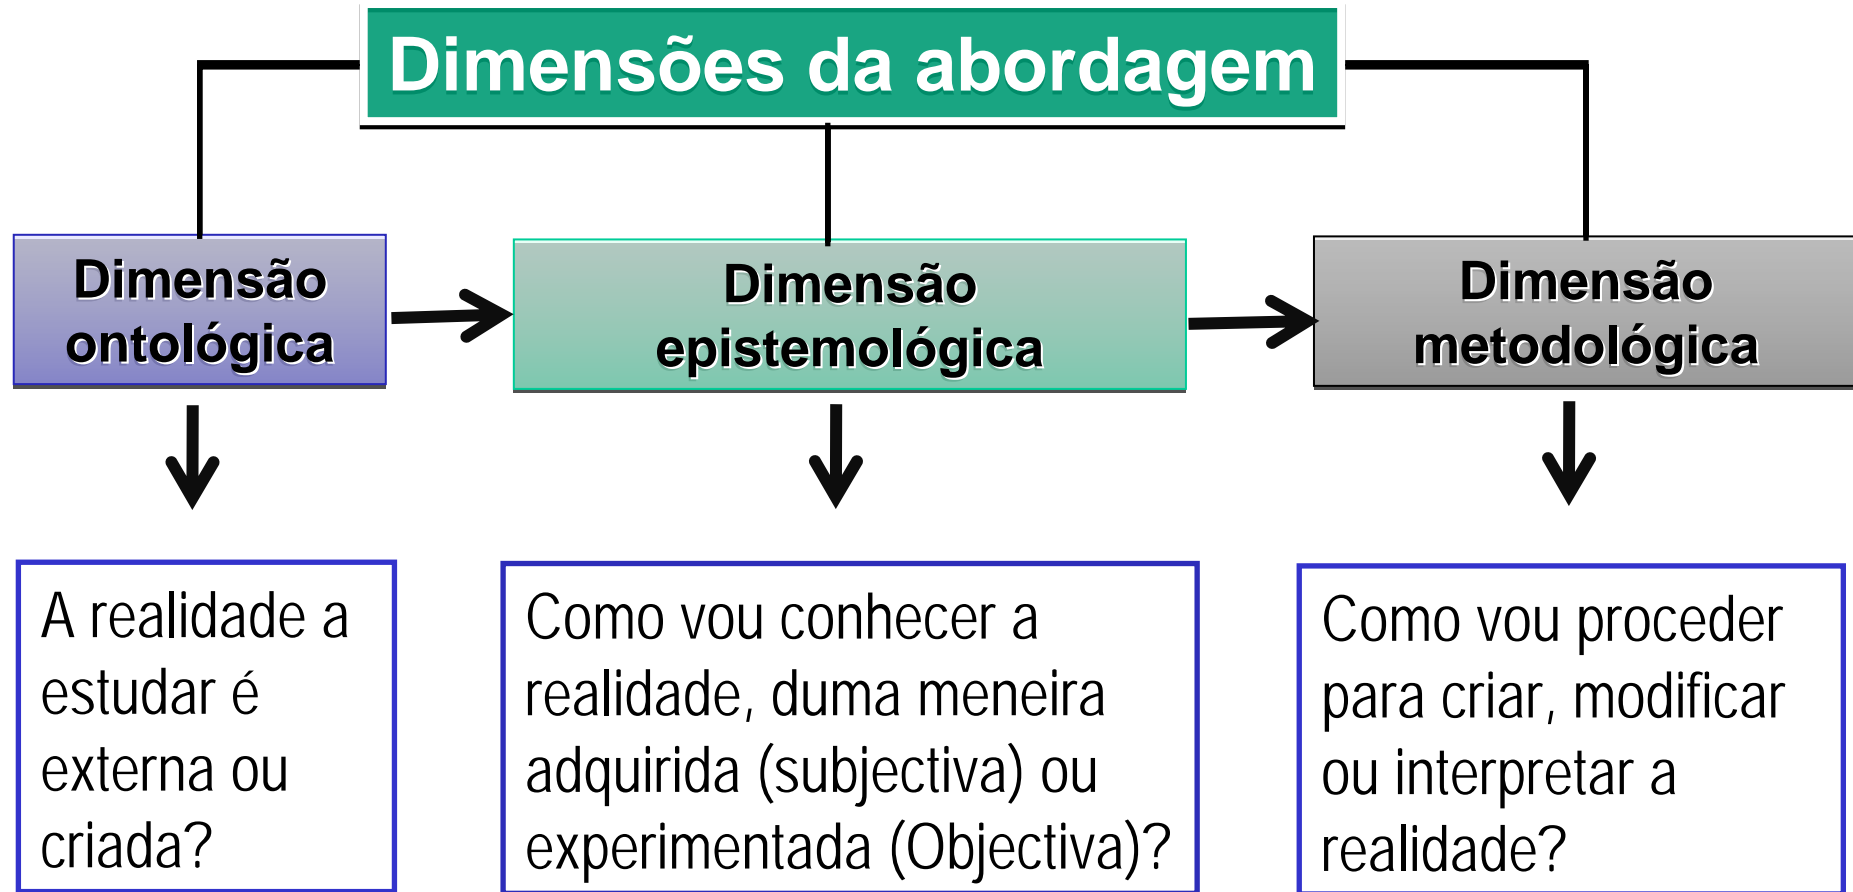 Dimensões da abordagem
Dimensão
ontológica
Dimensão
epistemológica
Dimensão
metodológica
A realidade a
estudar é
externa ou
criada?
Como vou conhecer a
realidade, duma meneira
adquirida (subjectiva) ou
experimentada (Objectiva)?
Como vou proceder
para criar, modificar
ou interpretar a
realidade?